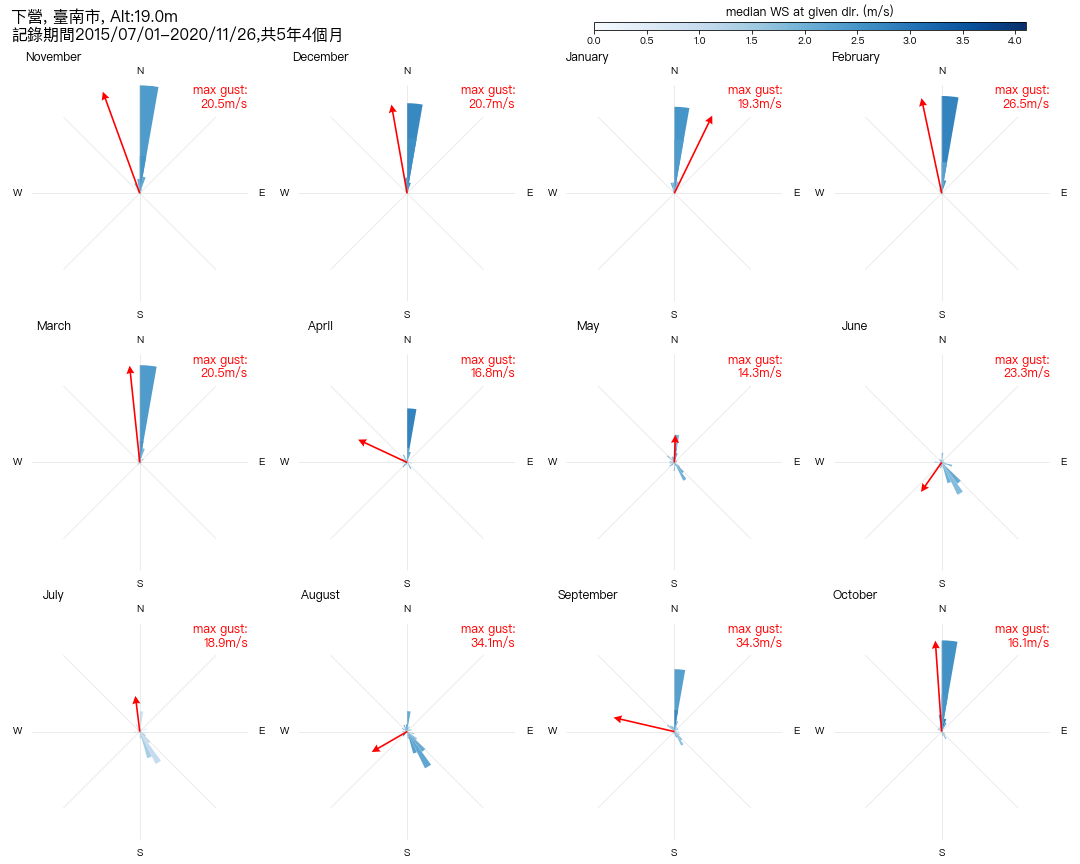 下營, 臺南市, Alt:19.0m
記錄期間2015/07/01−2020/11/26,共5年4個月
median WS at given dir. (m/s)
0.0 0.5 1.0 1.5 2.0 2.5 3.0 3.5 4.0
November
N
max gust:
20.5m/s
W
E
S
December
N
max gust:
20.7m/s
W
E
S
January
N
max gust:
19.3m/s
W
E
S
February
N
max gust:
26.5m/s
W
E
S
March
N
max gust:
20.5m/s
W
E
S
April
N
max gust:
16.8m/s
W
E
S
May
N
max gust:
14.3m/s
W
E
S
June
N
max gust:
23.3m/s
W
E
S
July
N
max gust:
18.9m/s
W
E
S
August
N
max gust:
34.1m/s
W
E
S
September
N
max gust:
34.3m/s
W
E
S
October
N
max gust:
16.1m/s
W
E
S